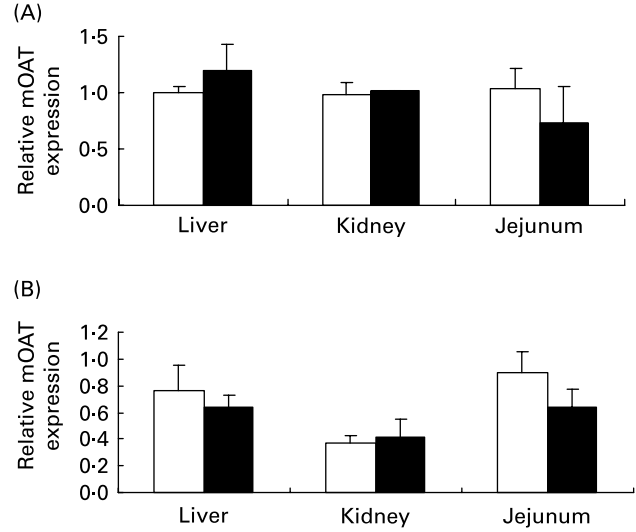 (A)
Relative mOAT
expression
1·5
1·0
0·5
0·0
Liver Kidney Jejunum
(B)
Relative mOAT
expression
1·2
1·0
0·8
0·6
0·4
0·2
0·0
Liver Kidney Jejunum